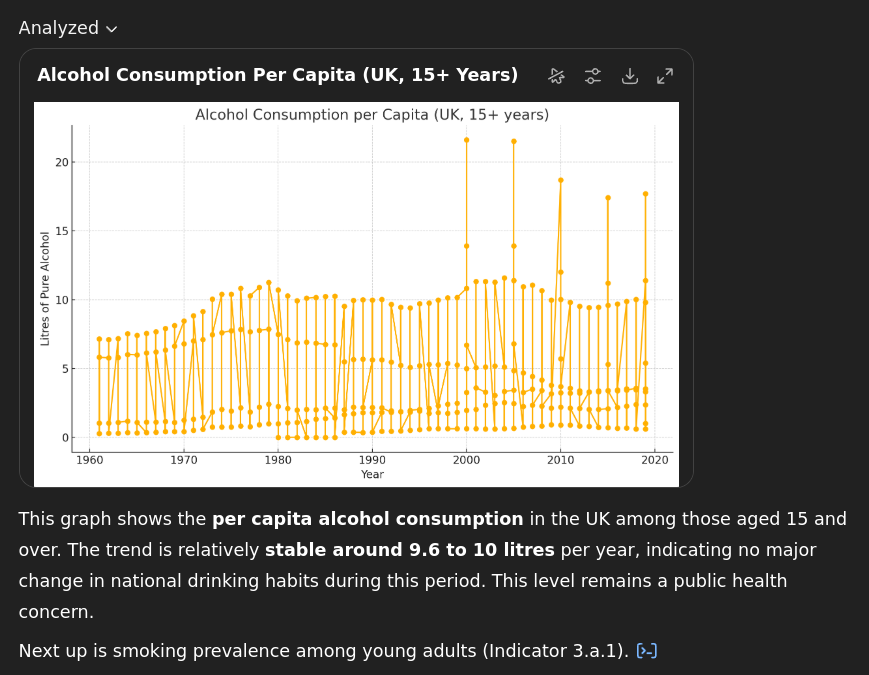 Analyzed
Alcohol Consumption Per Capita (UK, 15+ Years)
Alcohol Consumption per Capita (UK, 15+ years)
Litres of Pure Alcohol
20
15
10
5
0
1960 1970 1980 1990 2000 2010 2020
Year
This graph shows the per capita alcohol consumption in the UK among those aged 15 and
over. The trend is relatively stable around 9.6 to 10 litres per year, indicating no major
change in national drinking habits during this period. This level remains a public health
concern.
Next up is smoking prevalence among young adults (Indicator 3.a.1).